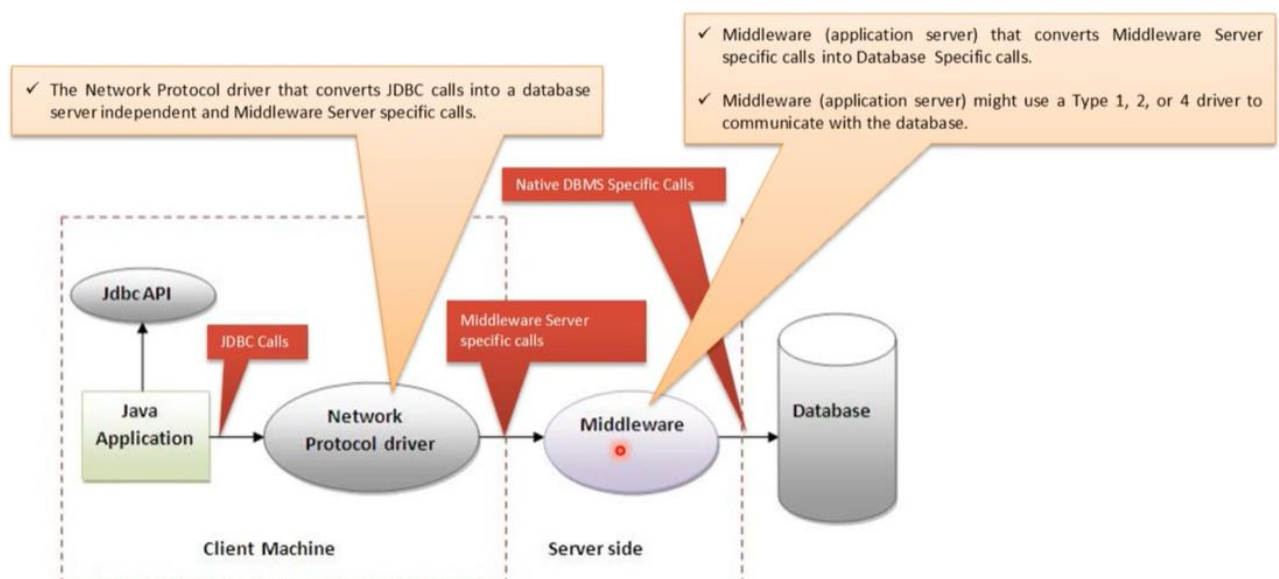 ✓ Middleware (application server) that converts Middleware Server
specific calls into Database Specific calls.
✓ Middleware (application server) might use a Type 1, 2, or 4 driver to
communicate with the database.
✓ The Network Protocol driver that converts JDBC calls into a database
server independent and Middleware Server specific calls.
Native DBMS Specific Calls
Jdbc API
JDBC Calls
Middleware Server
specific calls
Java
Application
Network
Protocol driver
Middleware
Database
Client Machine
Server side